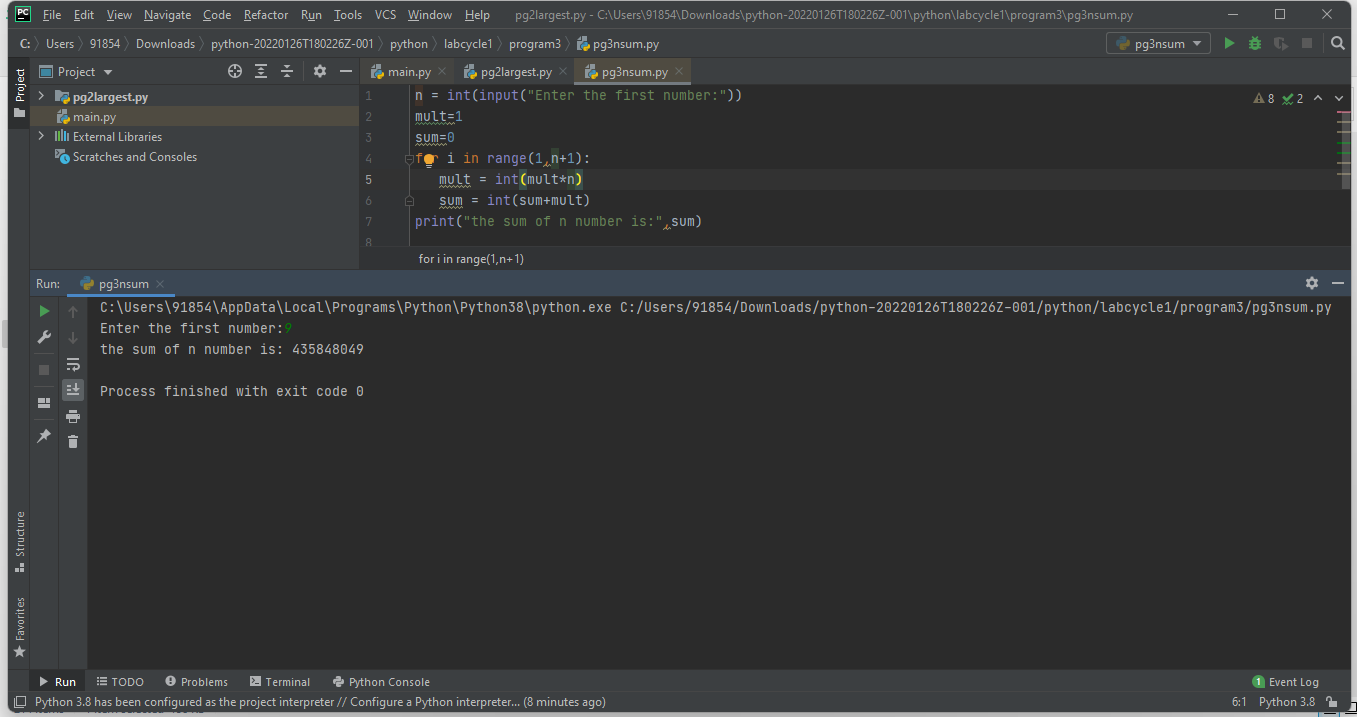 PC File Edit View Navigate Code Refactor Run Tools VCS Window Help pg2largest.py - C:\Users\91854\Downloads\python-20220126T180226Z-001\python\labcycle1\program3\pg3nsum.py
C: Users 91854 Downloads python-20220126T180226Z-001 python labcycle1 program3 pg3nsum.py pg3nsum
Project Project main.py pg2largest.py pg3nsum.py
pg2largest.py
main.py
External Libraries
Scratches and Consoles
1 n = int(input("Enter the first number:")) 8 2
2 mult=1
3 sum=0
4 for i in range(1,n+1):
5 mult = int(mult*n)
6 sum = int(sum+mult)
7 print("the sum of n number is:",sum)
8
for i in range(1,n+1)
Run: pg3nsum
C:\Users\91854\AppData\Local\Programs\Python\Python38\python.exe C:/Users/91854/Downloads/python-20220126T180226Z-001/python/labcycle1/program3/pg3nsum.py
Enter the first number:9
the sum of n number is: 435848049
Process finished with exit code 0
Structure
Favorites
Run TODO Problems Terminal Python Console 1 Event Log
Python 3.8 has been configured as the project interpreter // Configure a Python interpreter... (8 minutes ago) 6:1 Python 3.8